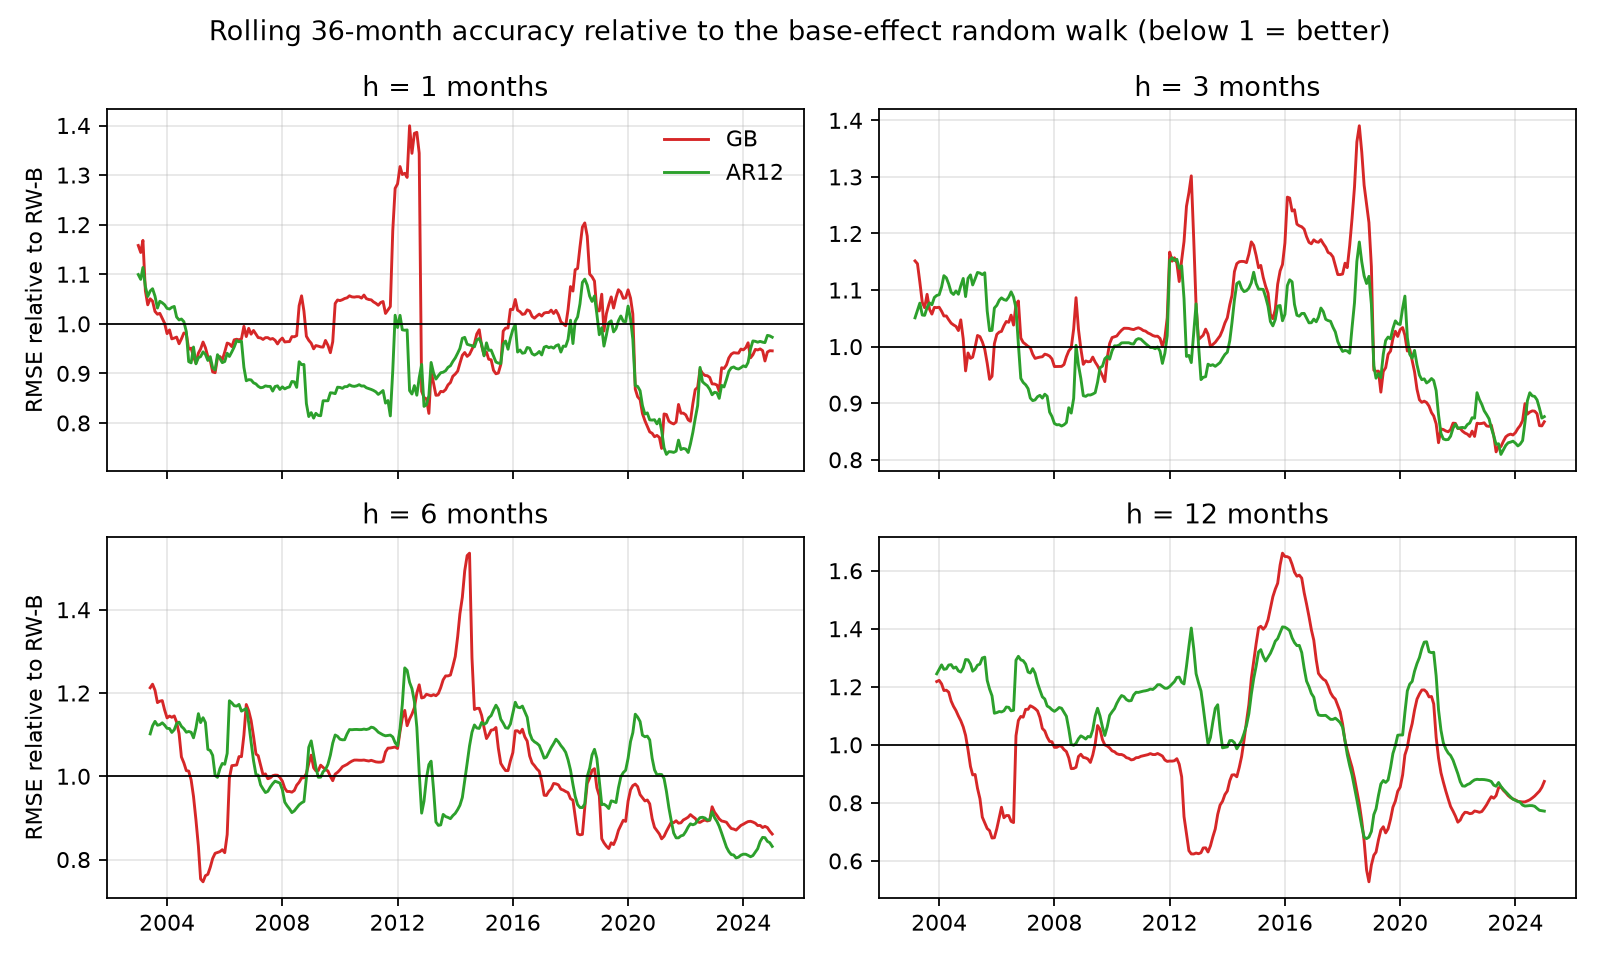 Rolling 36-month accuracy relative to the base-effect random walk (below 1 = better)
h = 1 months
RMSE relative to RW-B
1.4
1.3
1.2
1.1
1.0
0.9
0.8
GB
AR12
h = 3 months
1.4
1.3
1.2
1.1
1.0
0.9
0.8
h = 6 months
RMSE relative to RW-B
1.4
1.2
1.0
0.8
2004 2008 2012 2016 2020 2024
h = 12 months
1.6
1.4
1.2
1.0
0.8
0.6
2004 2008 2012 2016 2020 2024